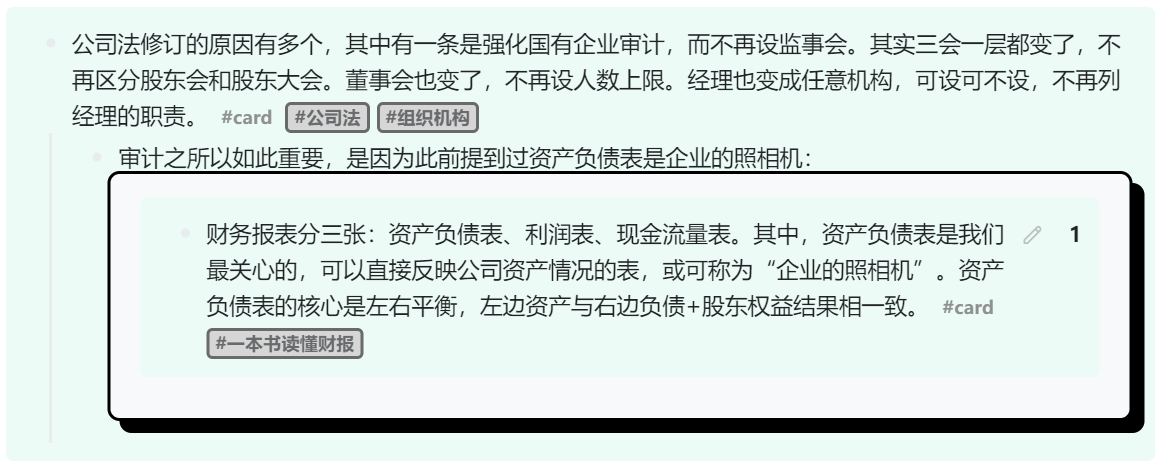 公司法修订的原因有多个，其中有一条是强化国有企业审计，而不再设监事会。其实三会一层都变了，不
再区分股东会和股东大会。董事会也变了，不再设人数上限。经理也变成任意机构，可设可不设，不再列
经理的职责。 #card #公司法 #组织机构
审计之所以如此重要，是因为此前提到过资产负债表是企业的照相机：
财务报表分三张：资产负债表、利润表、现金流量表。其中，资产负债表是我们 1
最关心的，可以直接反映公司资产情况的表，或可称为“企业的照相机”。资产
负债表的核心是左右平衡，左边资产与右边负债+股东权益结果相一致。 #card
#一本书读懂财报